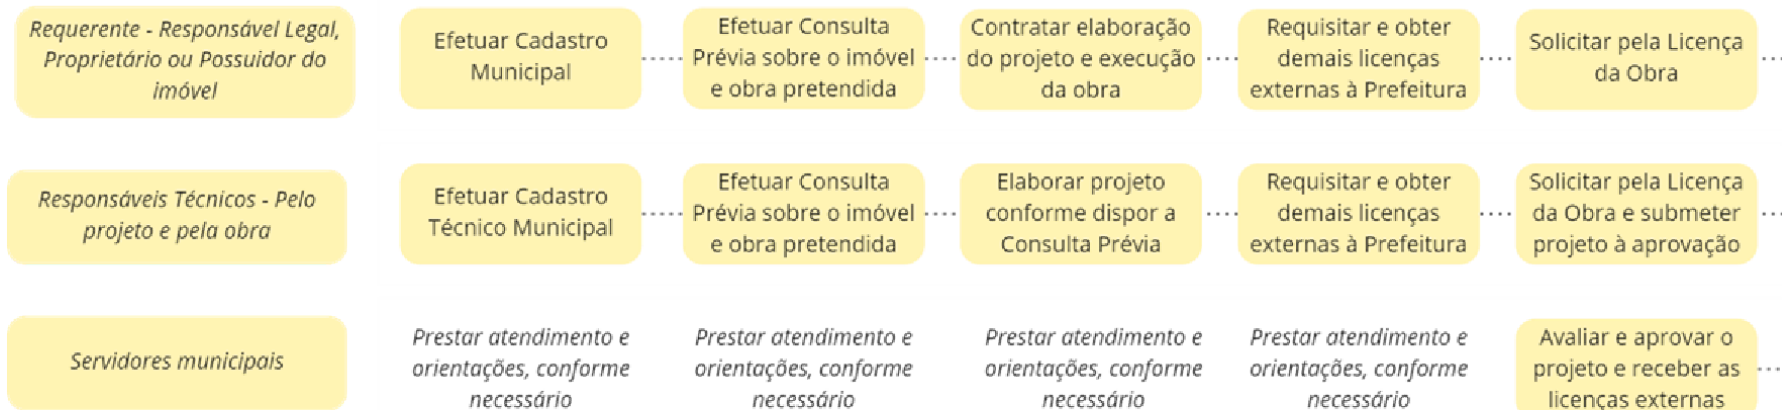 Requerente - Responsável Legal,
Proprietário ou Possuidor do
imóvel
Efetuar Cadastro
Municipal
Efetuar Consulta
Prévia sobre o imóvel
e obra pretendida
Contratar elaboração
do projeto e execução
da obra
Requisitar e obter
demais licenças
externas à Prefeitura
Solicitar pela Licença
da Obra
Responsáveis Técnicos - Pelo
projeto e pela obra
Efetuar Cadastro
Técnico Municipal
Efetuar Consulta
Prévia sobre o imóvel
e obra pretendida
Elaborar projeto
conforme dispor a
Consulta Prévia
Requisitar e obter
demais licenças
externas à Prefeitura
Solicitar pela Licença
da Obra e submeter
projeto à aprovação
Servidores municipais
Prestar atendimento e
orientações, conforme
necessário
Prestar atendimento e
orientações, conforme
necessário
Prestar atendimento e
orientações, conforme
necessário
Prestar atendimento e
orientações, conforme
necessário
Avaliar e aprovar o
projeto e receber as
licenças externas